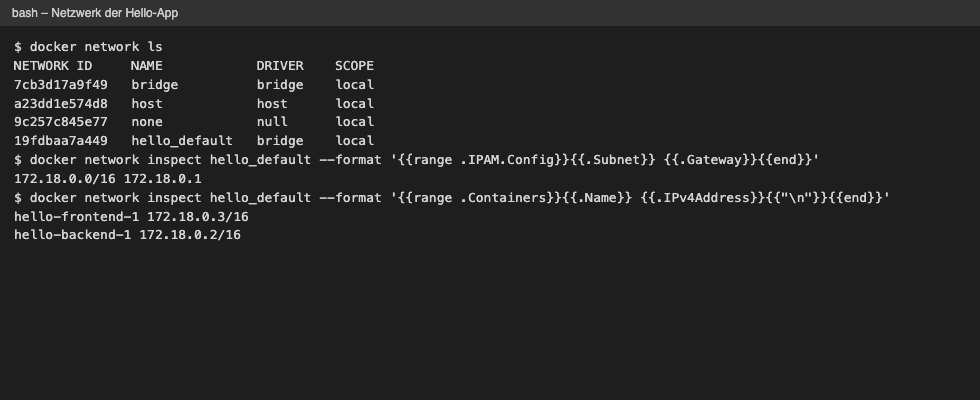 bash – Netzwerk der Hello-App
$ docker network ls
NETWORK ID     NAME            DRIVER    SCOPE
7cb3d17a9f49   bridge          bridge    local
a23dd1e574d8   host            host      local
9c257c845e77   none            null      local
19fdbaa7a449   hello_default   bridge    local
$ docker network inspect hello_default --format '{{range .IPAM.Config}}{{.Subnet}} {{.Gateway}}{{end}}'
172.18.0.0/16 172.18.0.1
$ docker network inspect hello_default --format '{{range .Containers}}{{.Name}} {{.IPv4Address}}{{"\n"}}{{end}}'
hello-frontend-1 172.18.0.3/16
hello-backend-1 172.18.0.2/16